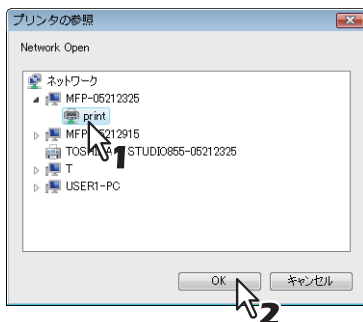 プリンタの参照
Network Open
ネットワーク
MFP-05212325
print
MFP 5212915
TOSHI A STUDIO855-05212325
T
USER1-PC
1
OK
キャンセル
2